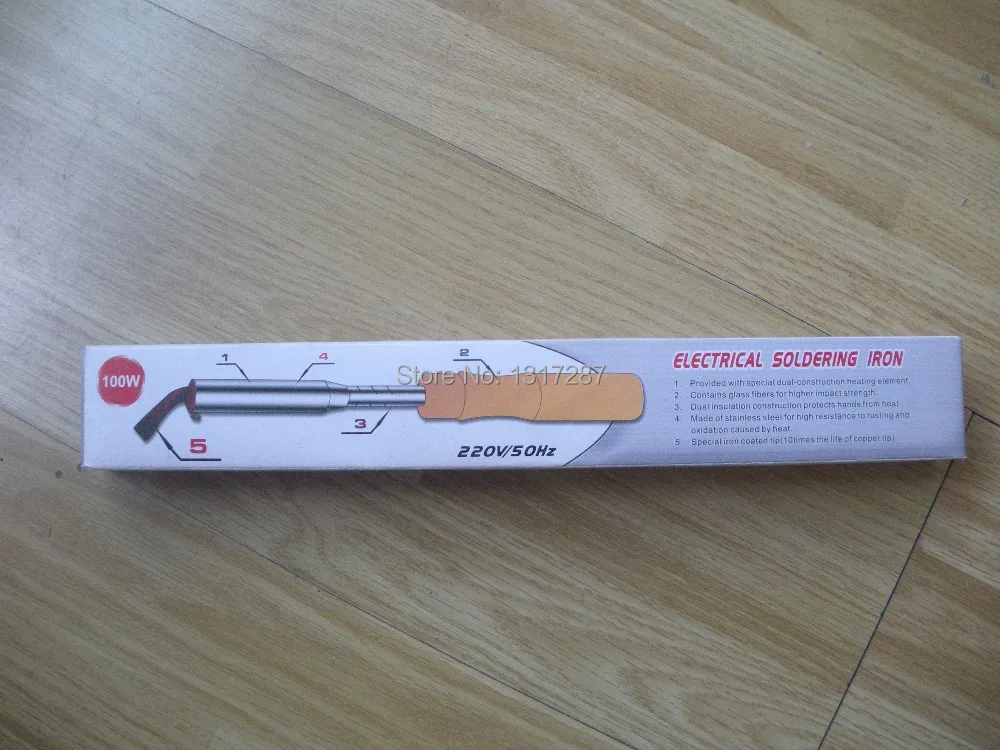 100W
1
4
2
Store No. 1317287
3
5
220V/50Hz
ELECTRICAL SOLDERING IRON
1. Provided with special dual-construction heating element.
2. Contains glass fibers for higher impact strength.
3. Dual insulation construction protects hands from heat
4. Made of stainless steel for high resistance to rusting and
oxidation caused by heat.
5. Special iron coated tip(10times the life of copper tip)